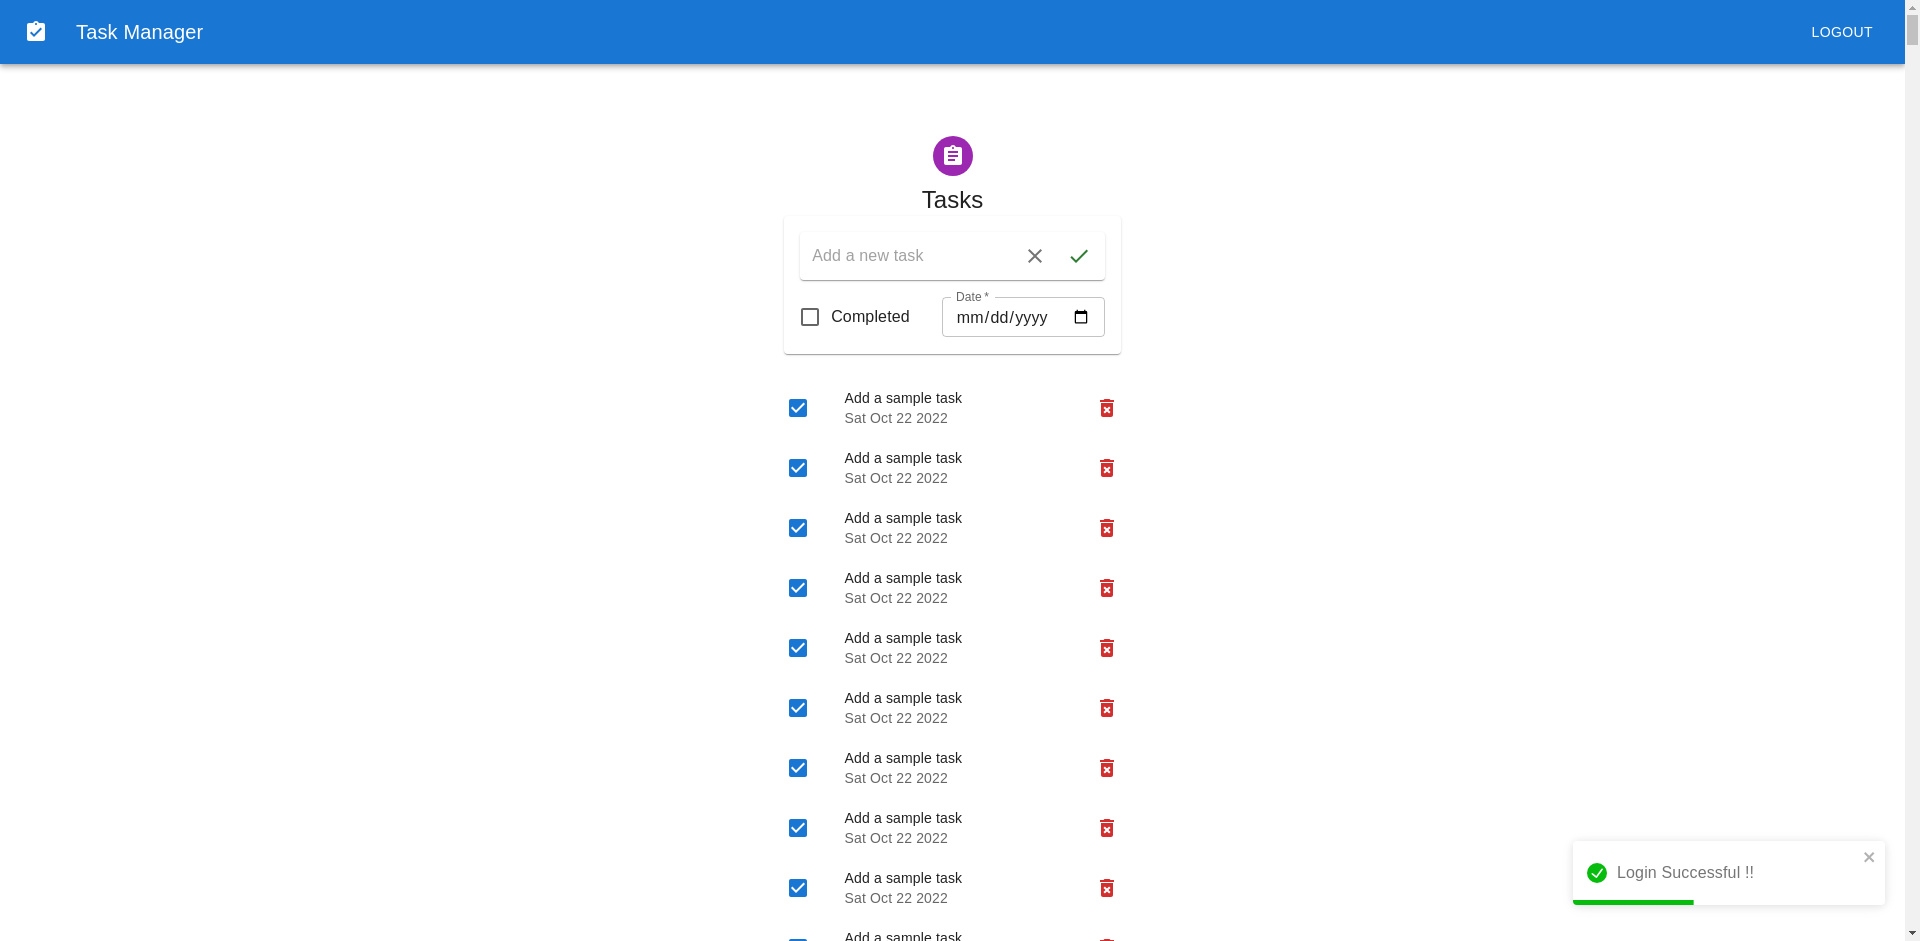 Task Manager
LOGOUT
Tasks
Add a new task
Completed
Date *
mm/dd/yyyy
Add a sample task
Sat Oct 22 2022
Add a sample task
Sat Oct 22 2022
Add a sample task
Sat Oct 22 2022
Add a sample task
Sat Oct 22 2022
Add a sample task
Sat Oct 22 2022
Add a sample task
Sat Oct 22 2022
Add a sample task
Sat Oct 22 2022
Add a sample task
Sat Oct 22 2022
Add a sample task
Sat Oct 22 2022
Add a sample task
Login Successful !!